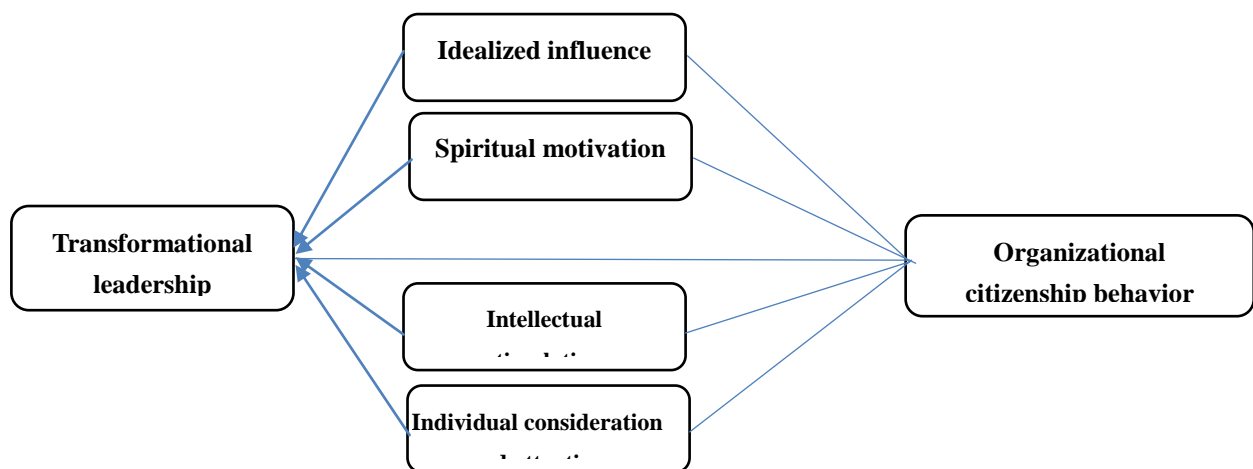 Idealized influence
Spiritual motivation
Transformational
leadership
Organizational
citizenship behavior
Intellectual
Individual consideration